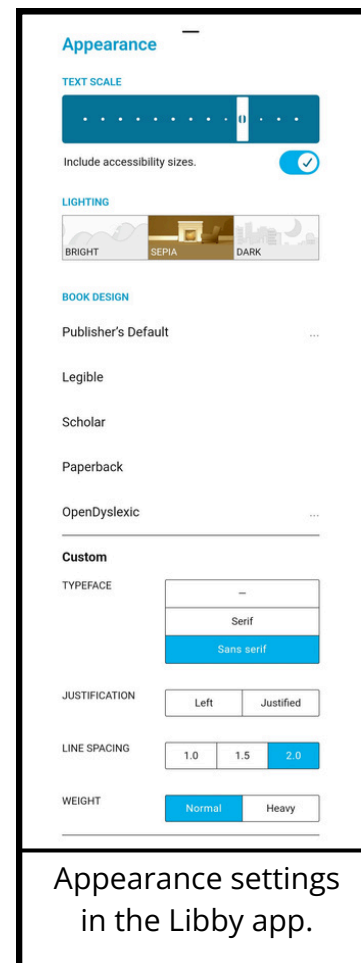 Appearance
TEXT SCALE
Include accessibility sizes.
LIGHTING
BRIGHT SEPIA DARK
BOOK DESIGN
Publisher's Default ...
Legible
Scholar
Paperback
OpenDyslexic ...
Custom
TYPEFACE –
Serif
Sans serif
JUSTIFICATION Left Justified
LINE SPACING 1.0 1.5 2.0
WEIGHT Normal Heavy
Appearance settings
in the Libby app.